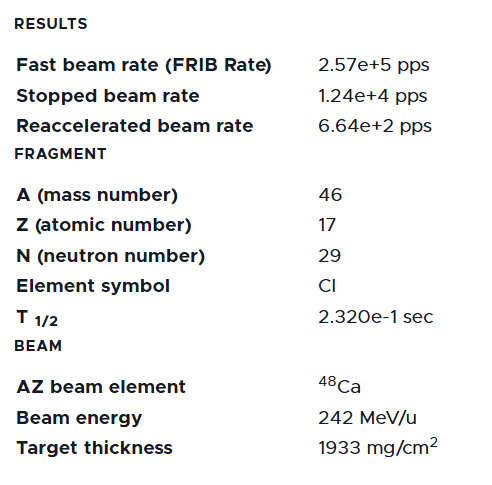 RESULTS
Fast beam rate (FRIB Rate) 2.57e+5 pps
Stopped beam rate 1.24e+4 pps
Reaccelerated beam rate 6.64e+2 pps
FRAGMENT
A (mass number) 46
Z (atomic number) 17
N (neutron number) 29
Element symbol Cl
T 1/2 2.320e-1 sec
BEAM
AZ beam element ⁴⁸Ca
Beam energy 242 MeV/u
Target thickness 1933 mg/cm²